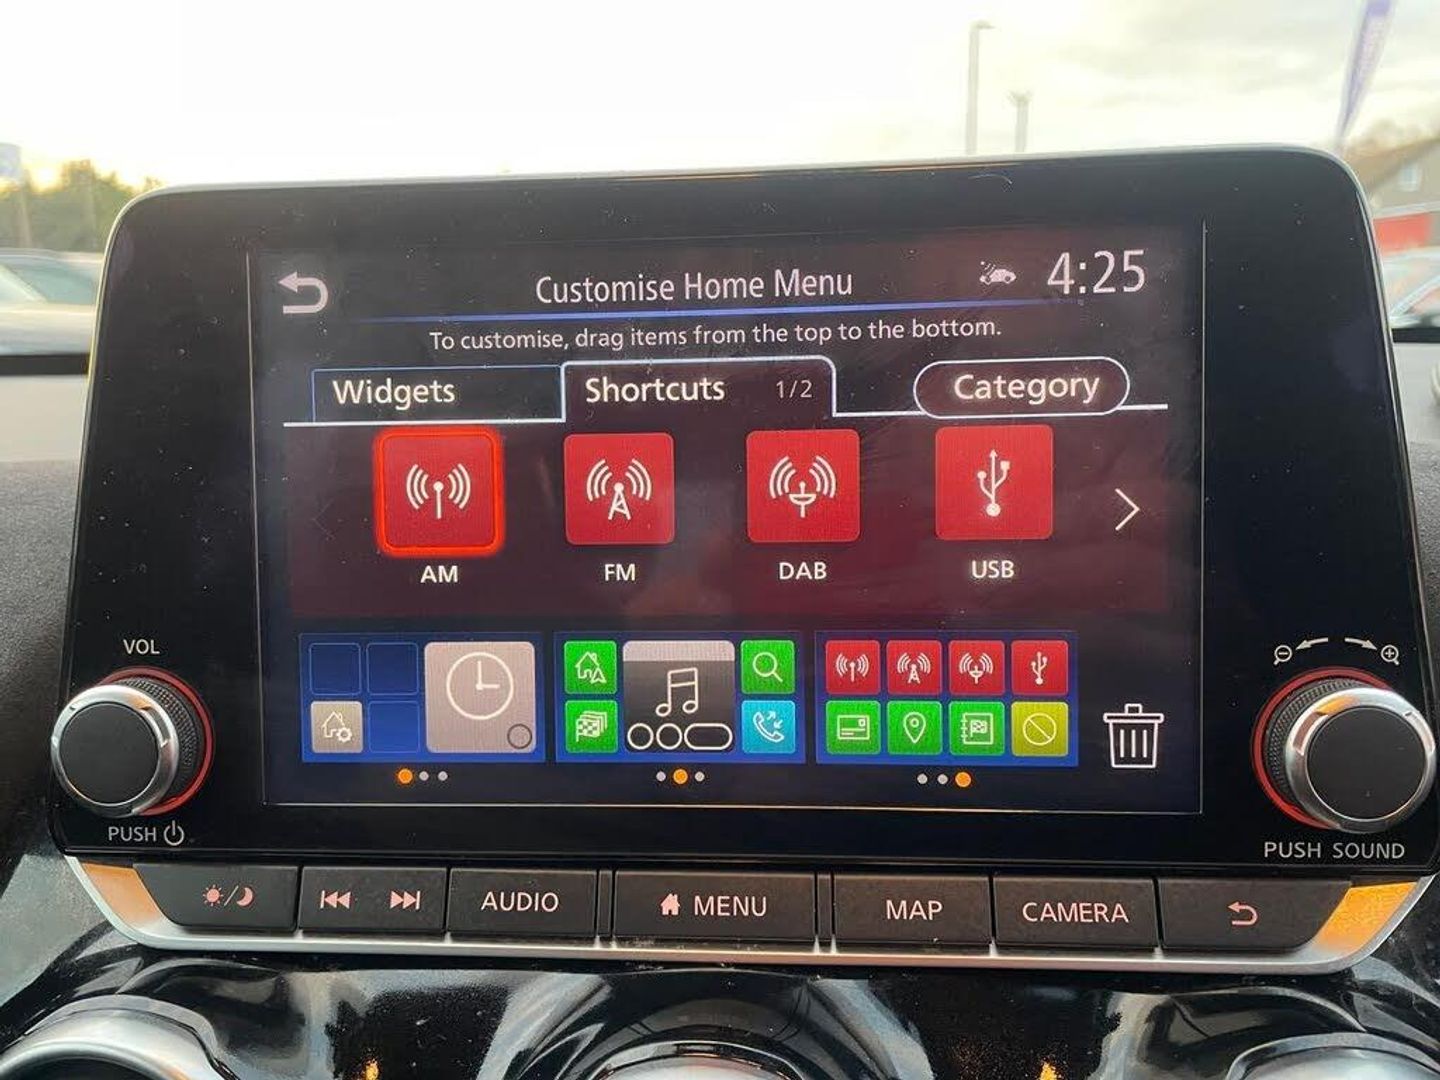 Customise Home Menu
4:25
To customise, drag items from the top to the bottom.
Widgets
Shortcuts 1/2
Category
AM
FM
DAB
USB
VOL
PUSH
PUSH SOUND
AUDIO
MENU
MAP
CAMERA